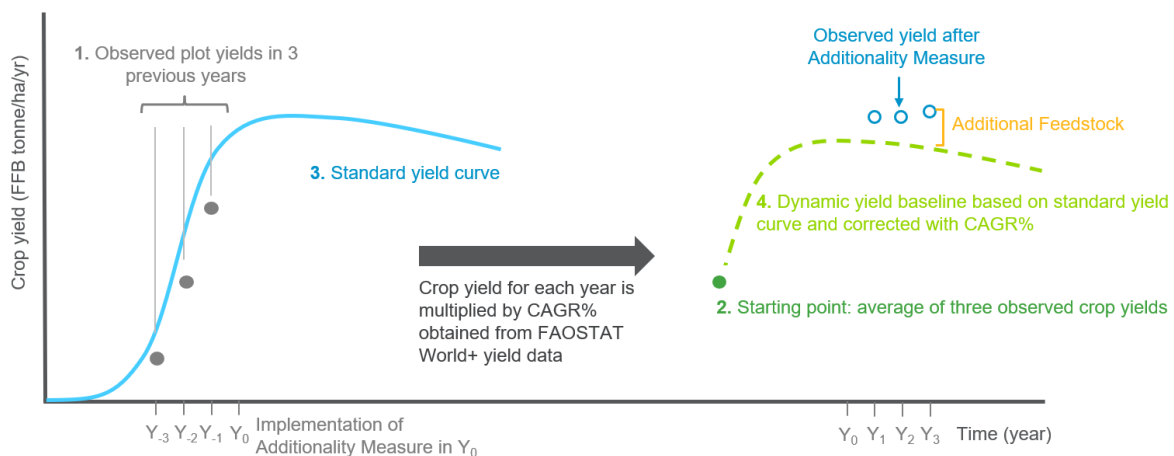 Crop yield (FFB tonne/ha/yr)
1. Observed plot yields in 3
previous years
3. Standard yield curve
Y-3 Y-2 Y-1 Y0
Implementation of
Additionality Measure in Y0
Crop yield for each year is
multiplied by CAGR%
obtained from FAOSTAT
World+ yield data
Observed yield after
Additionality Measure
Additional Feedstock
4. Dynamic yield baseline based on standard yield
curve and corrected with CAGR%
2. Starting point: average of three observed crop yields
Y0 Y1 Y2 Y3
Time (year)